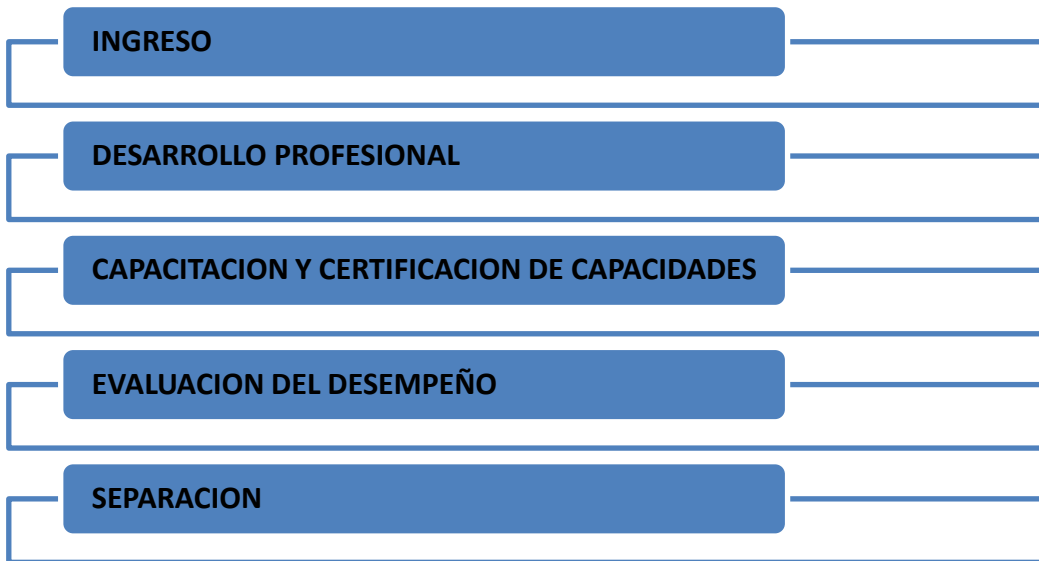 INGRESO
DESARROLLO PROFESIONAL
CAPACITACION Y CERTIFICACION DE CAPACIDADES
EVALUACION DEL DESEMPEÑO
SEPARACION